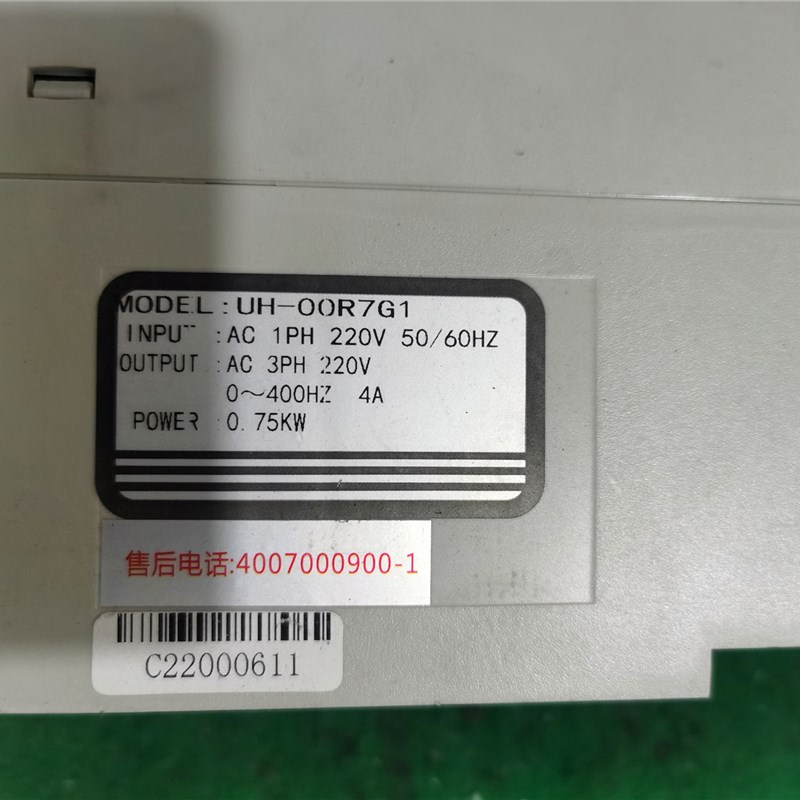 MODEL:UH-00R7G1
INPUT :AC 1PH 220V 50/60HZ
OUTPUT :AC 3PH 220V
0～400HZ 4A
POWER :0.75KW
售后电话:4007000900-1
C22000611